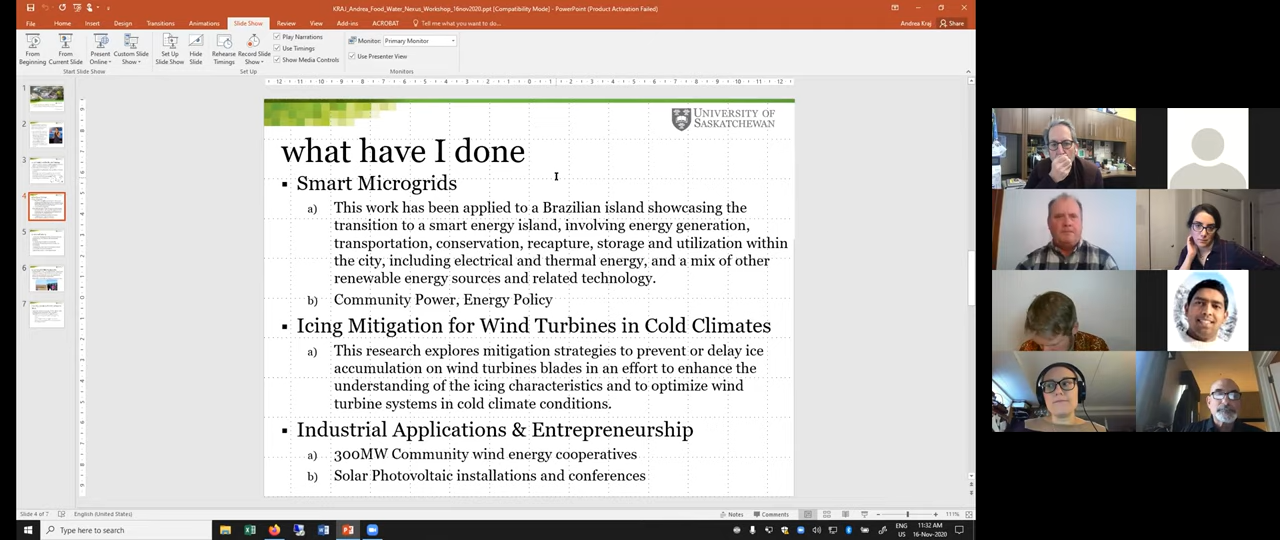 KRAJ_Andrea_Food_Water_Nexus_Workshop_16nov2020.ppt [Compatibility Mode] - PowerPoint (Product Activation Failed)
File Home Insert Design Transitions Animations Slide Show Review View Add-ins ACROBAT Tell me what you want to do... Andrea Kraj Share
From Beginning
From Current Slide
Present Online
Custom Slide Show
Set Up Slide Show
Hide Slide
Rehearse Timings
Record Slide Show
Play Narrations
Use Timings
Show Media Controls
Monitor: Primary Monitor
Use Presenter View
Start Slide Show
Set Up
Monitors
1
2
3
4
5
6
7
UNIVERSITY OF
SASKATCHEWAN
what have I done
▪ Smart Microgrids
a) This work has been applied to a Brazilian island showcasing the
transition to a smart energy island, involving energy generation,
transportation, conservation, recapture, storage and utilization within
the city, including electrical and thermal energy, and a mix of other
renewable energy sources and related technology.
b) Community Power, Energy Policy
▪ Icing Mitigation for Wind Turbines in Cold Climates
a) This research explores mitigation strategies to prevent or delay ice
accumulation on wind turbines blades in an effort to enhance the
understanding of the icing characteristics and to optimize wind
turbine systems in cold climate conditions.
▪ Industrial Applications & Entrepreneurship
a) 300MW Community wind energy cooperatives
b) Solar Photovoltaic installations and conferences
Slide 4 of 7 English (United States) Notes Comments 111%
Type here to search
ENG
US
11:32 AM
16-Nov-2020